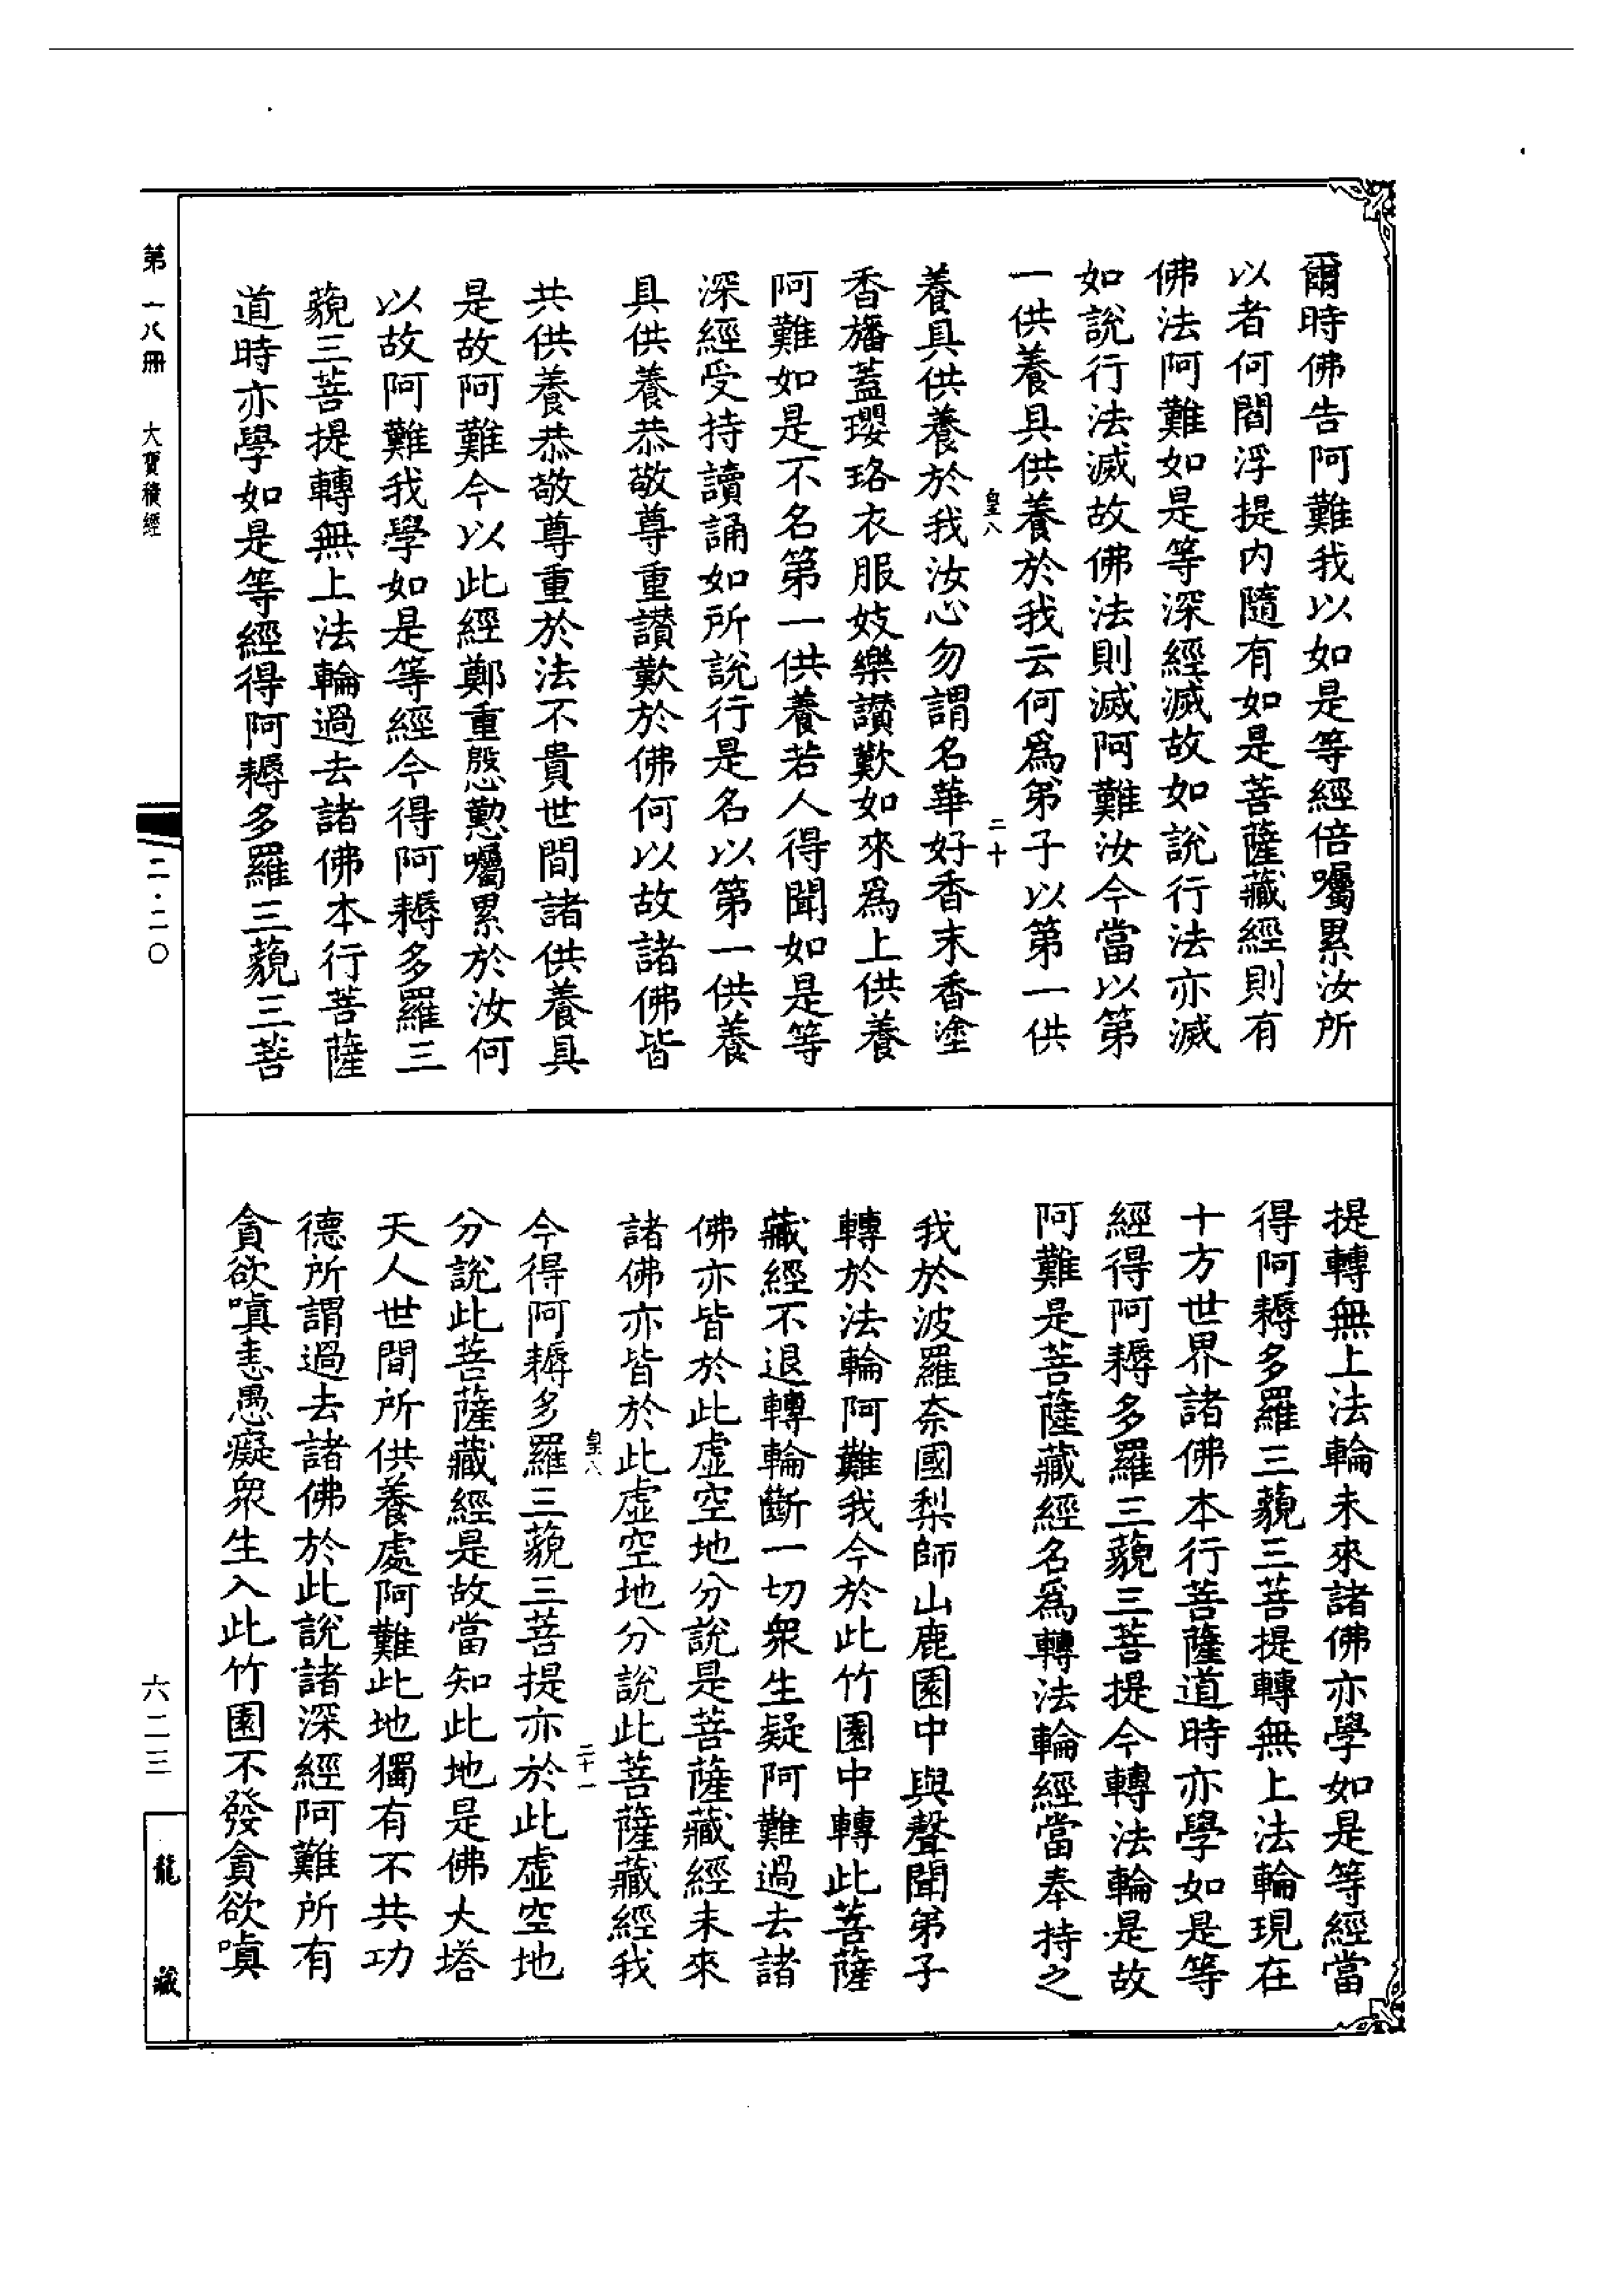 爾時佛告阿難我以如是等經倍囑累汝所
以者何閻浮提内隨有如是菩薩藏經則有
佛法阿難如是等深經滅故如說行法亦滅
如說行法滅故佛法則滅阿難汝今當以第
一供養具供養於我云何爲弟子以第一供
皇八
二十
養具供養於我汝心勿謂名華好香末香塗
香旛蓋瓔珞衣服妓樂讃歎如來爲上供養
阿難如是不名第一供養若人得聞如是等
深經受持讀誦如所說行是名以第一供養
具供養恭敬尊重讃歎於佛何以故諸佛皆
共供養恭敬尊重於法不貴世間諸供養具
是故阿難今以此經鄭重慇懃囑累於汝何
以故阿難我學如是等經今得阿耨多羅三
藐三菩提轉無上法輪過去諸佛本行菩薩
道時亦學如是等經得阿耨多羅三藐三菩
提轉無上法輪未來諸佛亦學如是等經當
得阿耨多羅三藐三菩提轉無上法輪現在
十方世界諸佛本行菩薩道時亦學如是等
經得阿耨多羅三藐三菩提今轉法輪是故
阿難是菩薩藏經名爲轉法輪經當奉持之
我於波羅奈國梨師山鹿園中與聲聞弟子
轉於法輪阿難我今於此竹園中轉此菩薩
藏經不退轉輪斷一切衆生疑阿難過去諸
佛亦皆於此虛空地分說是菩薩藏經未來
諸佛亦皆於此虛空地分說此菩薩藏經我
皇八
二十一
今得阿耨多羅三藐三菩提亦於此虛空地
分說此菩薩藏經是故當知此地是佛大塔
天人世間所供養處阿難此地獨有不共功
德所謂過去諸佛於此說諸深經阿難所有
貪欲嗔恚愚癡衆生入此竹園不發貪欲嗔
第一八冊
大寶積經
二·二〇
六二三
龍藏